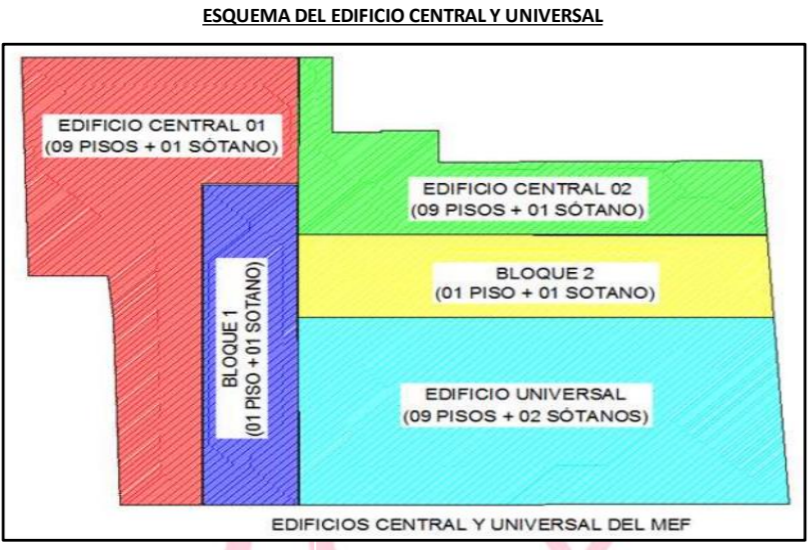 ESQUEMA DEL EDIFICIO CENTRAL Y UNIVERSAL
EDIFICIO CENTRAL 01
(09 PISOS + 01 SÓTANO)
EDIFICIO CENTRAL 02
(09 PISOS + 01 SÓTANO)
BLOQUE 2
(01 PISO + 01 SOTANO)
BLOQUE 1
(01 PISO + 01 SOTANO)
EDIFICIO UNIVERSAL
(09 PISOS + 02 SÓTANOS)
EDIFICIOS CENTRAL Y UNIVERSAL DEL MEF